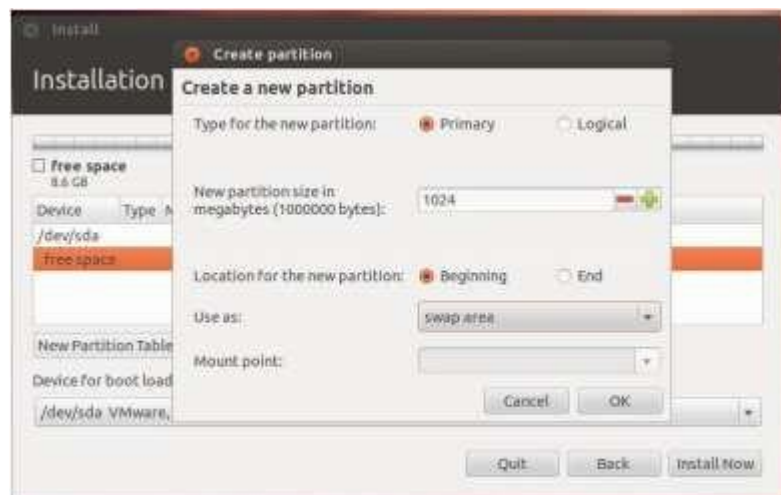 Install
Create partition
Installation
Create a new partition
Type for the new partition: Primary Logical
free space
8.6 GB
New partition size in
megabytes (1000000 bytes): 1024
Device Type M
/dev/sda
free space
Location for the new partition: Beginning End
Use as: swap area
New Partition Table
Mount point:
Device for boot load
Cancel OK
/dev/sda VMware,
Quit Back Install Now